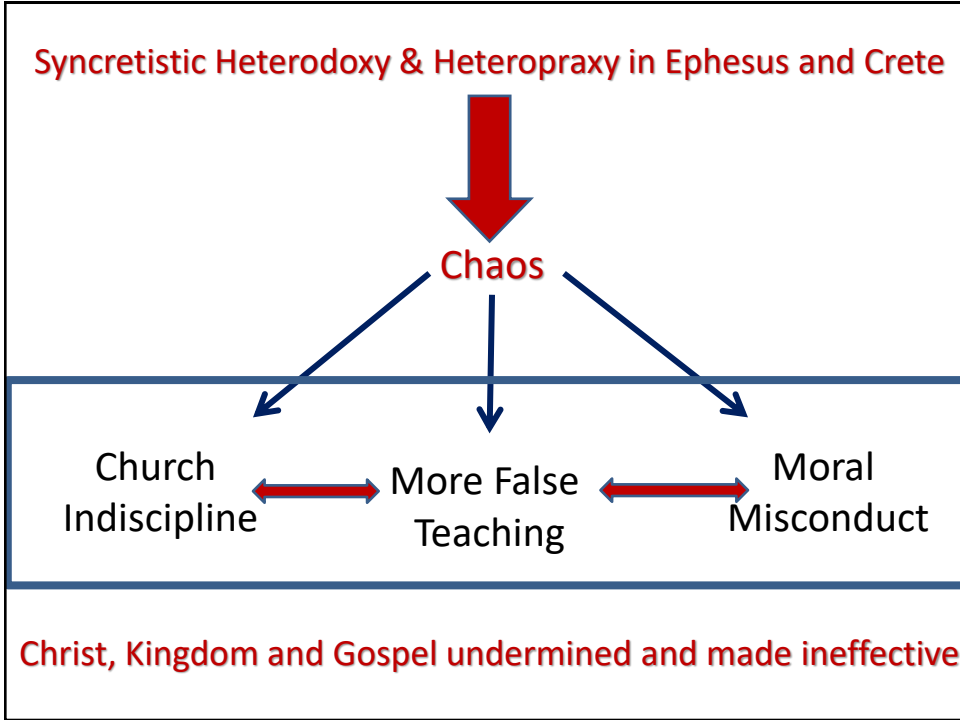 Syncretistic Heterodoxy & Heteropraxy in Ephesus and Crete
Chaos
Church
Indiscipline
More False
Teaching
Moral
Misconduct
Christ, Kingdom and Gospel undermined and made ineffective